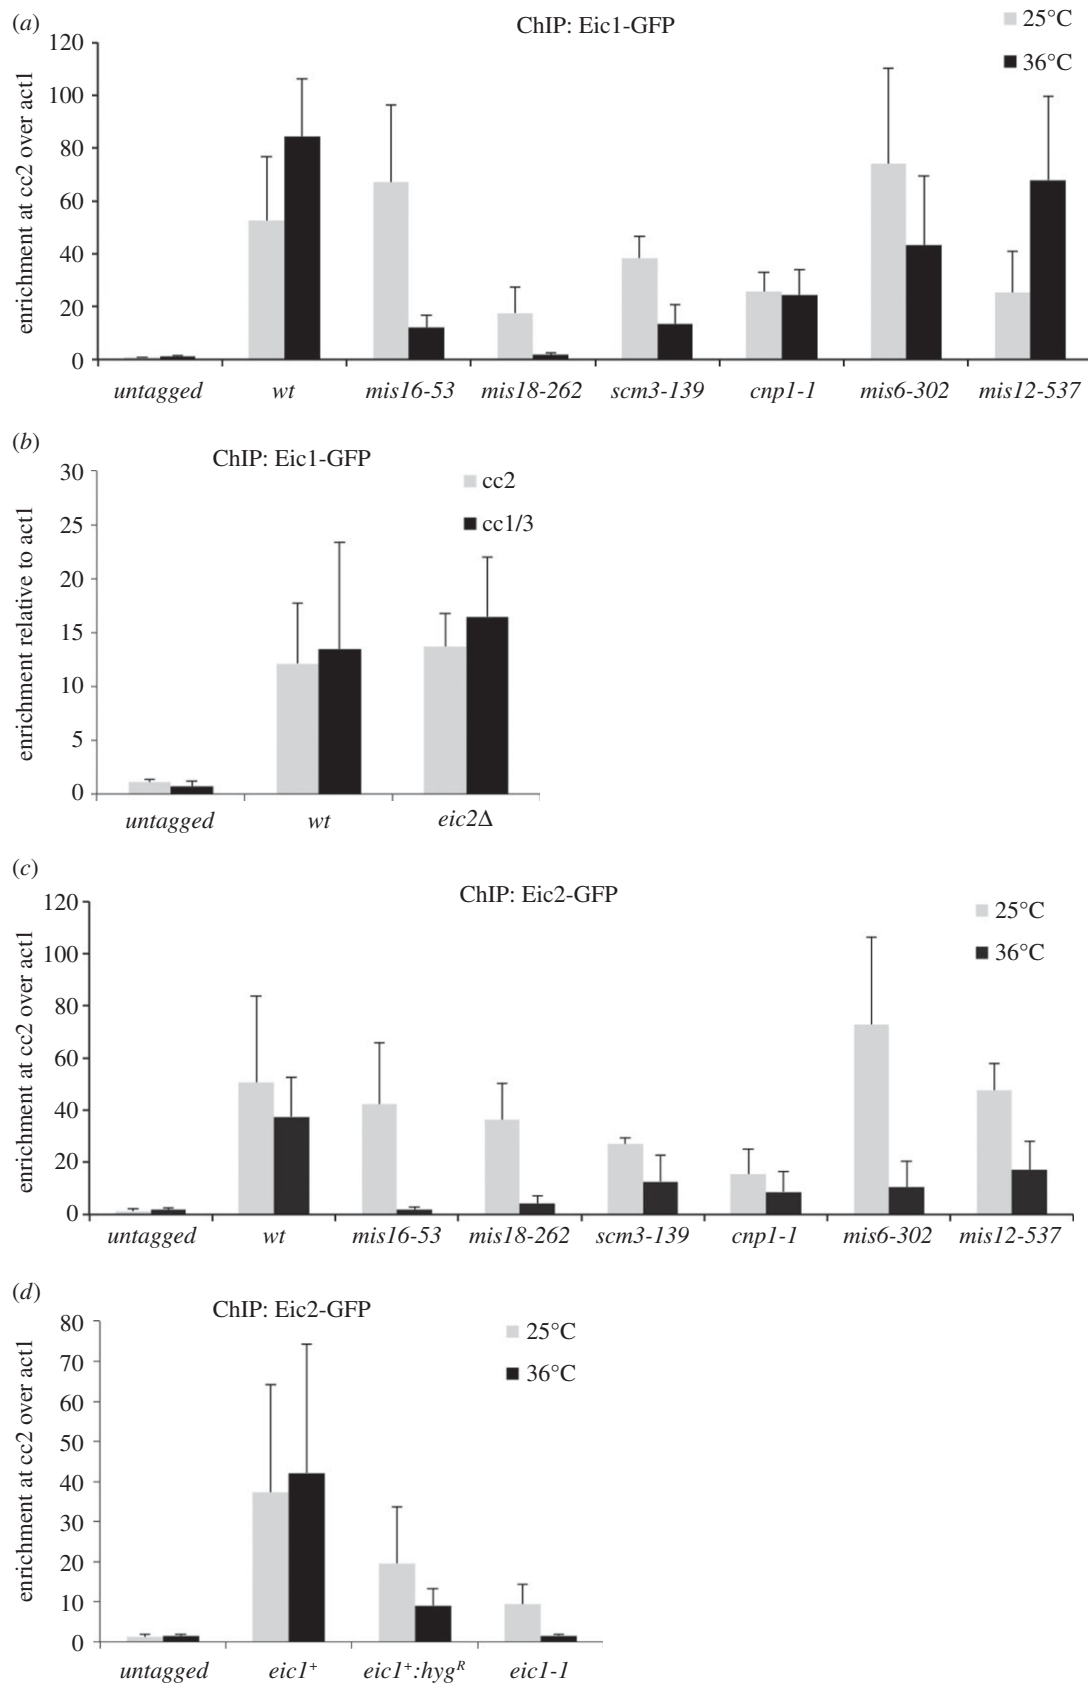 (a)
ChIP: Eic1-GFP
25°C
36°C
enrichment at cc2 over act1
120
100
80
60
40
20
0
untagged wt mis16-53 mis18-262 scm3-139 cnp1-1 mis6-302 mis12-537
(b)
ChIP: Eic1-GFP
cc2
cc1/3
enrichment relative to act1
30
25
20
15
10
5
0
untagged wt eic2Δ
(c)
ChIP: Eic2-GFP
25°C
36°C
enrichment at cc2 over act1
120
100
80
60
40
20
0
untagged wt mis16-53 mis18-262 scm3-139 cnp1-1 mis6-302 mis12-537
(d)
ChIP: Eic2-GFP
25°C
36°C
enrichment at cc2 over act1
80
70
60
50
40
30
20
10
0
untagged eic1⁺ eic1⁺:hygᴿ eic1-1